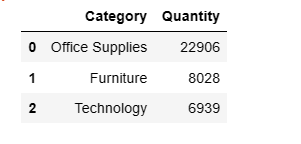 Category Quantity
0 Office Supplies 22906
1 Furniture 8028
2 Technology 6939